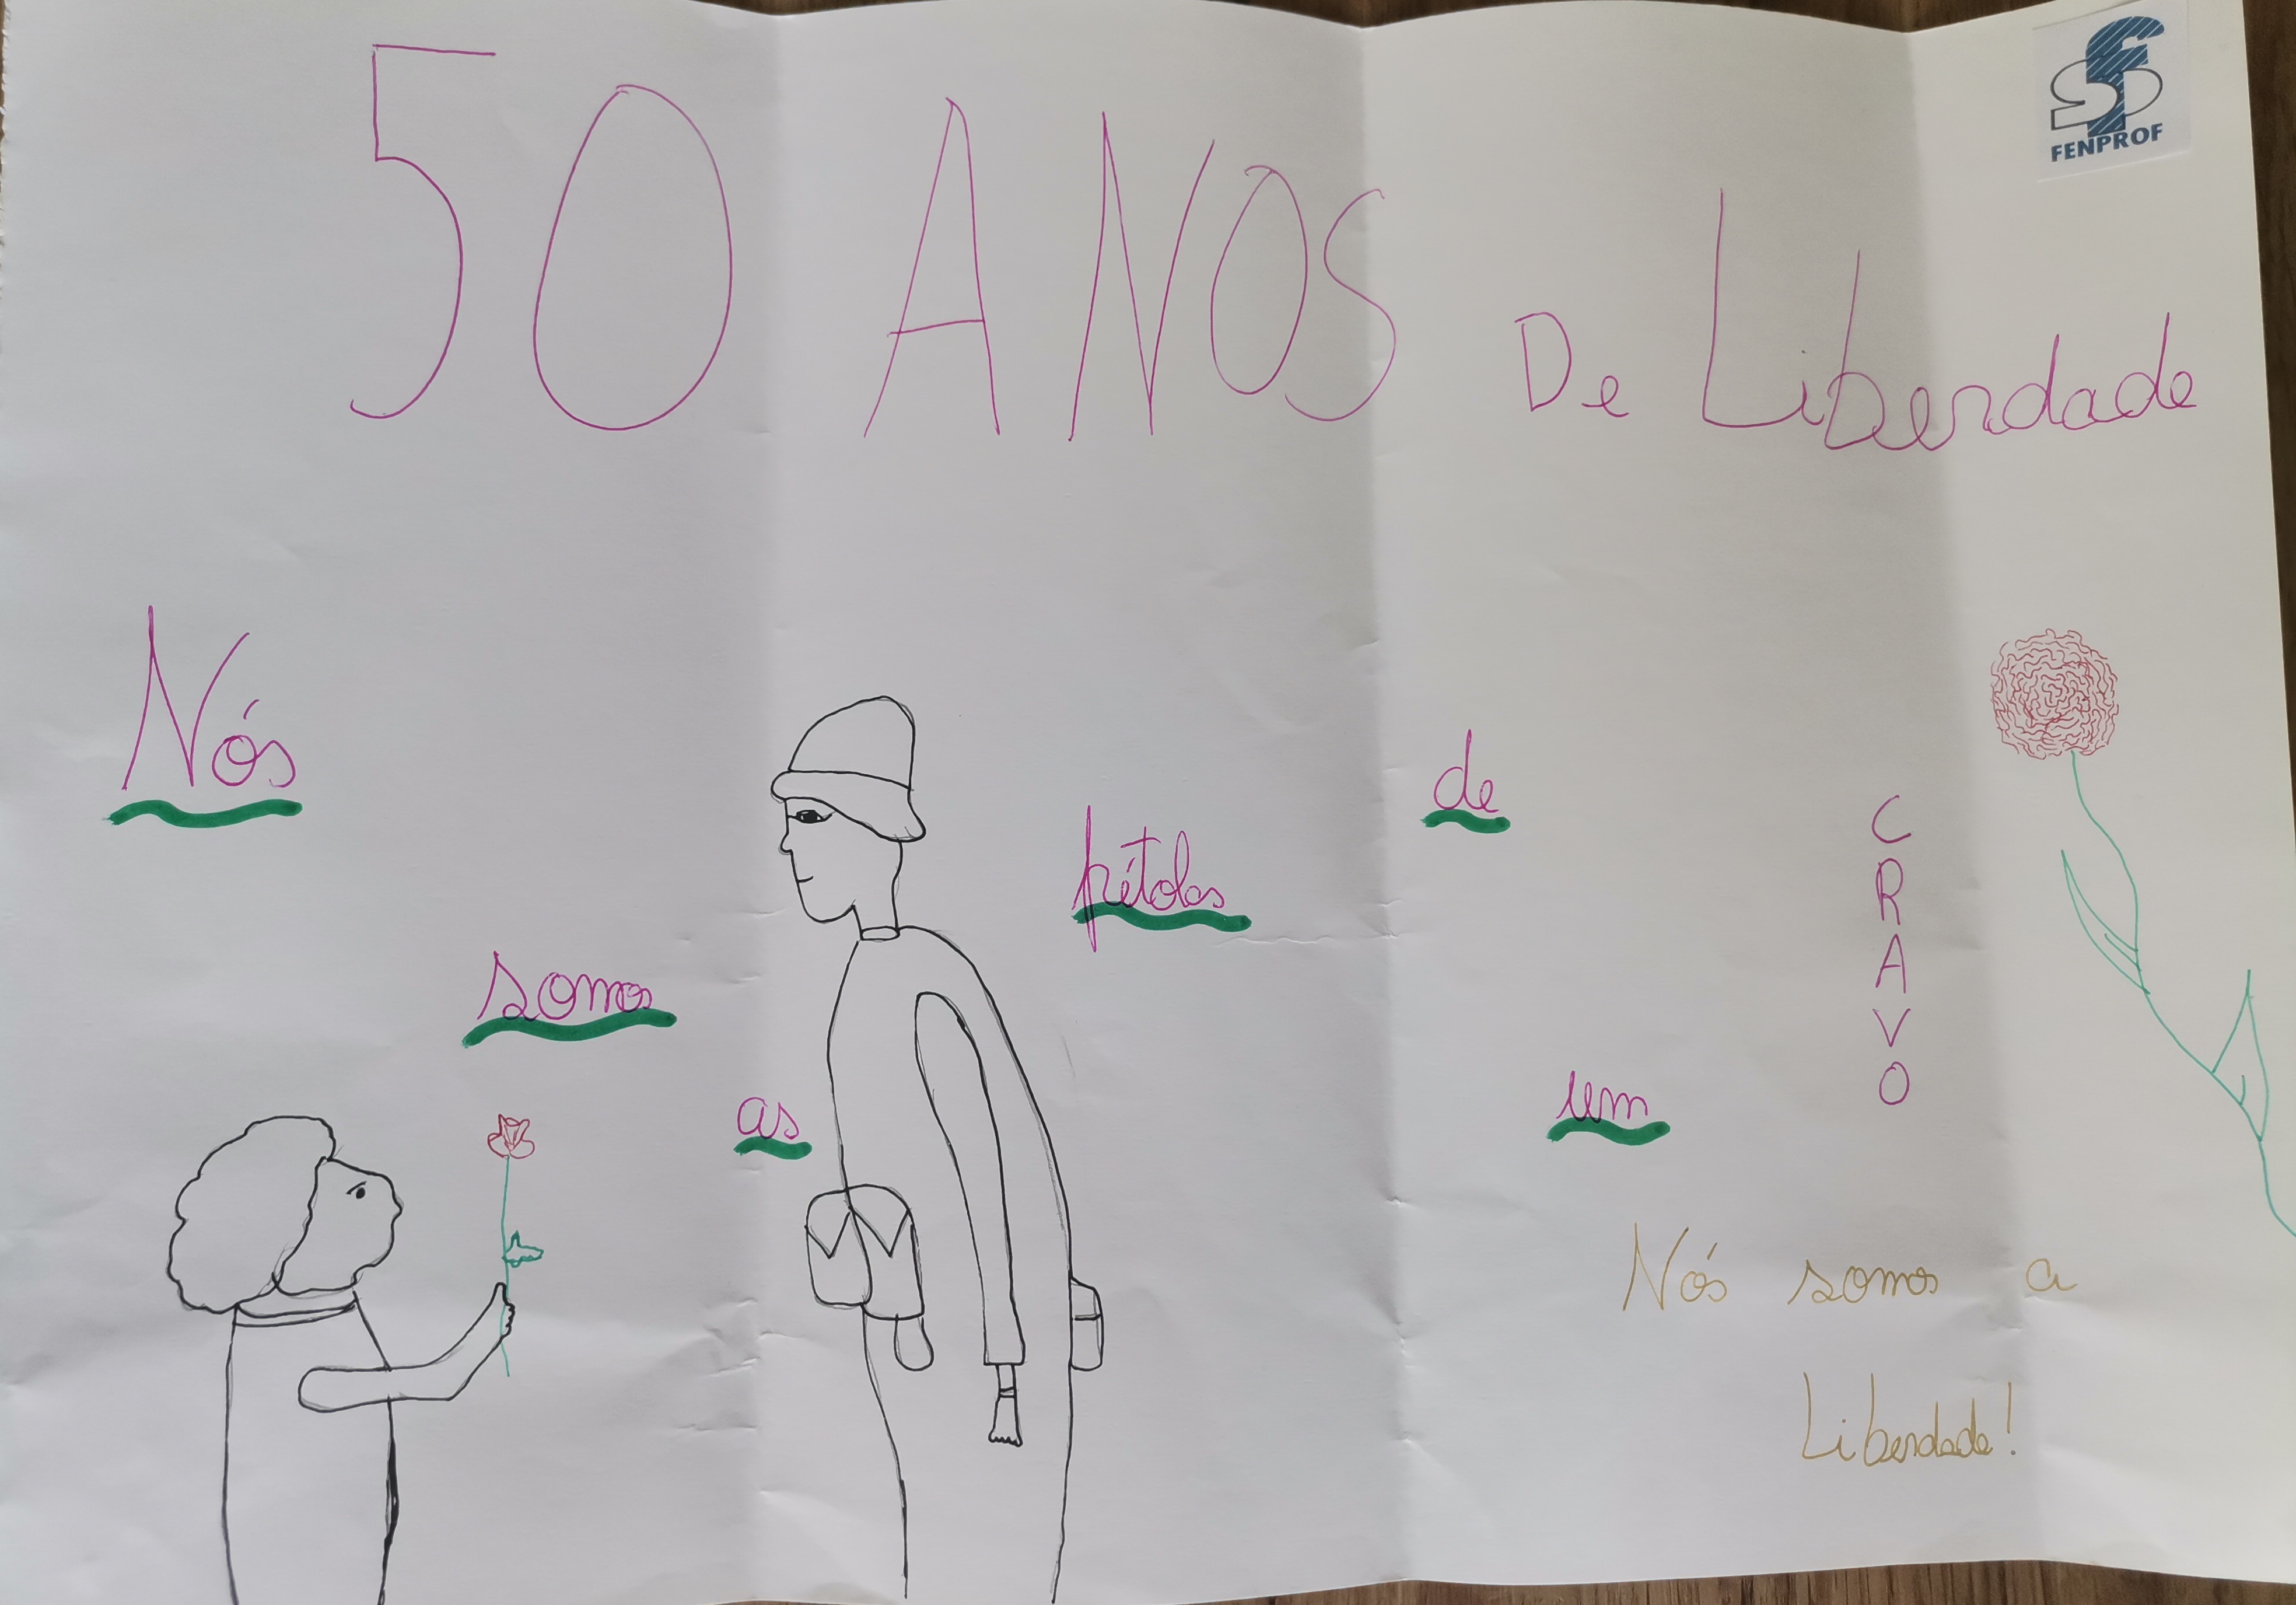 50 ANOS De Liberdade
FENPROF
Nós
somos
as
pétalas
de
um
CRAVO
Nós somos a
Liberdade!